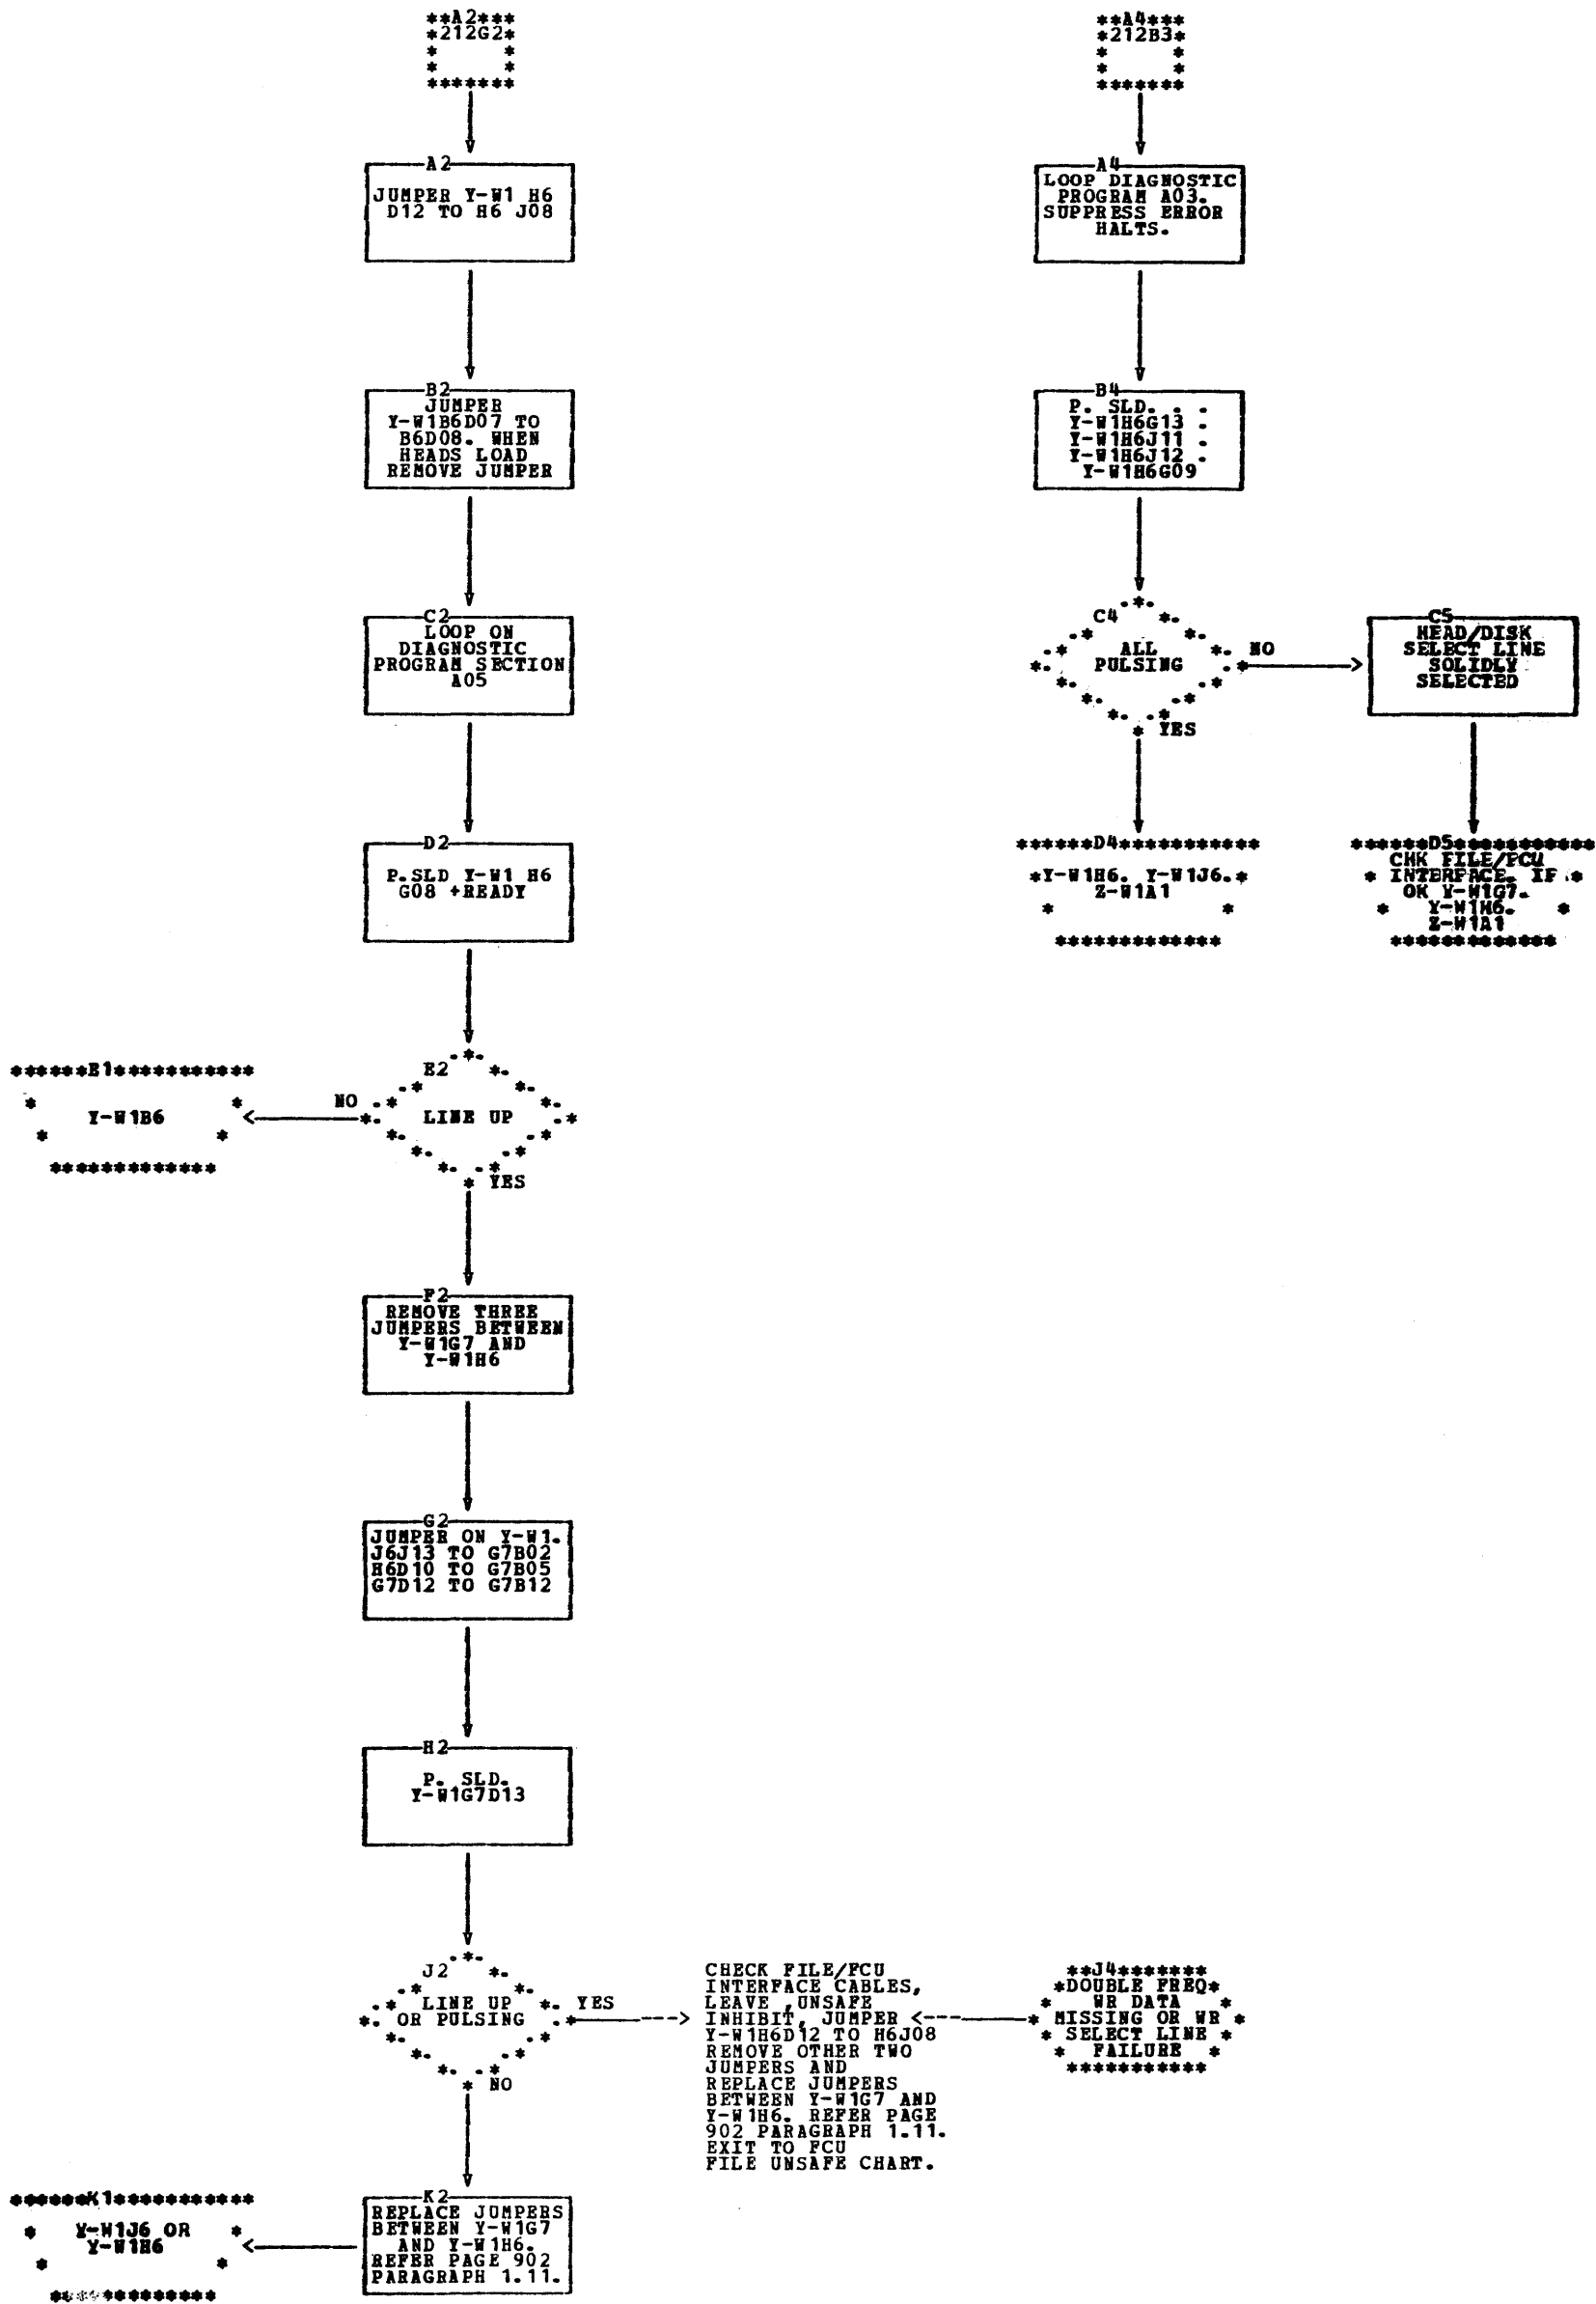 **A2***
*212G2*
* *
* *
*******
A2
JUMPER Y-W1 H6
D12 TO H6 J08
B2
JUMPER
Y-W1B6D07 TO
B6D08. WHEN
HEADS LOAD
REMOVE JUMPER
C2
LOOP ON
DIAGNOSTIC
PROGRAM SECTION
A05
D2
P.SLD Y-W1 H6
G08 +READY
E2
LINE UP
NO
YES
******E1***********
Y-W1B6
F2
REMOVE THREE
JUMPERS BETWEEN
Y-W1G7 AND
Y-W1H6
G2
JUMPER ON Y-W1.
J6J13 TO G7B02
H6D10 TO G7B05
G7D12 TO G7B12
H2
P. SLD.
Y-W1G7D13
J2
LINE UP
OR PULSING
YES
NO
CHECK FILE/FCU
INTERFACE CABLES,
LEAVE ,UNSAFE
INHIBIT, JUMPER
Y-W1H6D12 TO H6J08
REMOVE OTHER TWO
JUMPERS AND
REPLACE JUMPERS
BETWEEN Y-W1G7 AND
Y-W1H6. REFER PAGE
902 PARAGRAPH 1.11.
EXIT TO FCU
FILE UNSAFE CHART.
**J4*******
*DOUBLE FREQ*
* WR DATA *
* MISSING OR WR *
* SELECT LINE *
* FAILURE *
***********
K2
REPLACE JUMPERS
BETWEEN Y-W1G7
AND Y-W1H6.
REFER PAGE 902
PARAGRAPH 1.11.
******K1***********
* Y-W1J6 OR *
Y-W1H6
**A4***
*212B3*
* *
* *
*******
A4
LOOP DIAGNOSTIC
PROGRAM A03.
SUPPRESS ERROR
HALTS.
B4
P. SLD. . .
Y-W1H6G13 .
Y-W1H6J11 .
Y-W1H6J12 .
Y-W1H6G09
C4
ALL
PULSING
NO
YES
C5
HEAD/DISK
SELECT LINE
SOLIDLY
SELECTED
******D4***********
*Y-W1H6. Y-W1J6.*
Z-W1A1
* *
*************
******D5***********
CHK FILE/FCU
* INTERFACE. IF *
OK Y-W1G7.
* Y-W1H6. *
Z-W1A1
*************